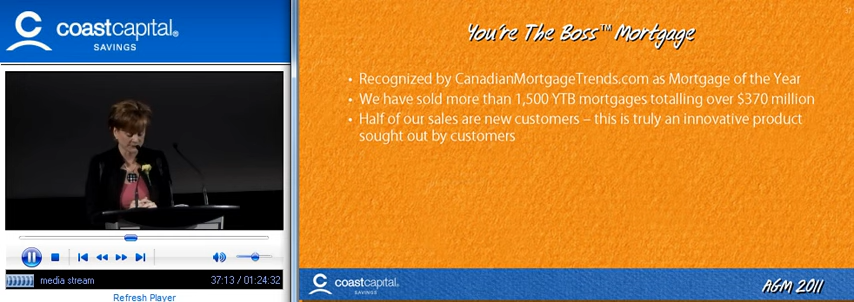 coastcapital®
SAVINGS
You're The Boss™ Mortgage
• Recognized by CanadianMortgageTrends.com as Mortgage of the Year
• We have sold more than 1,500 YTB mortgages totalling over $370 million
• Half of our sales are new customers – this is truly an innovative product
sought out by customers
media stream 37:13 / 01:24:32
Refresh Player
coastcapital®
SAVINGS
AGM 2011